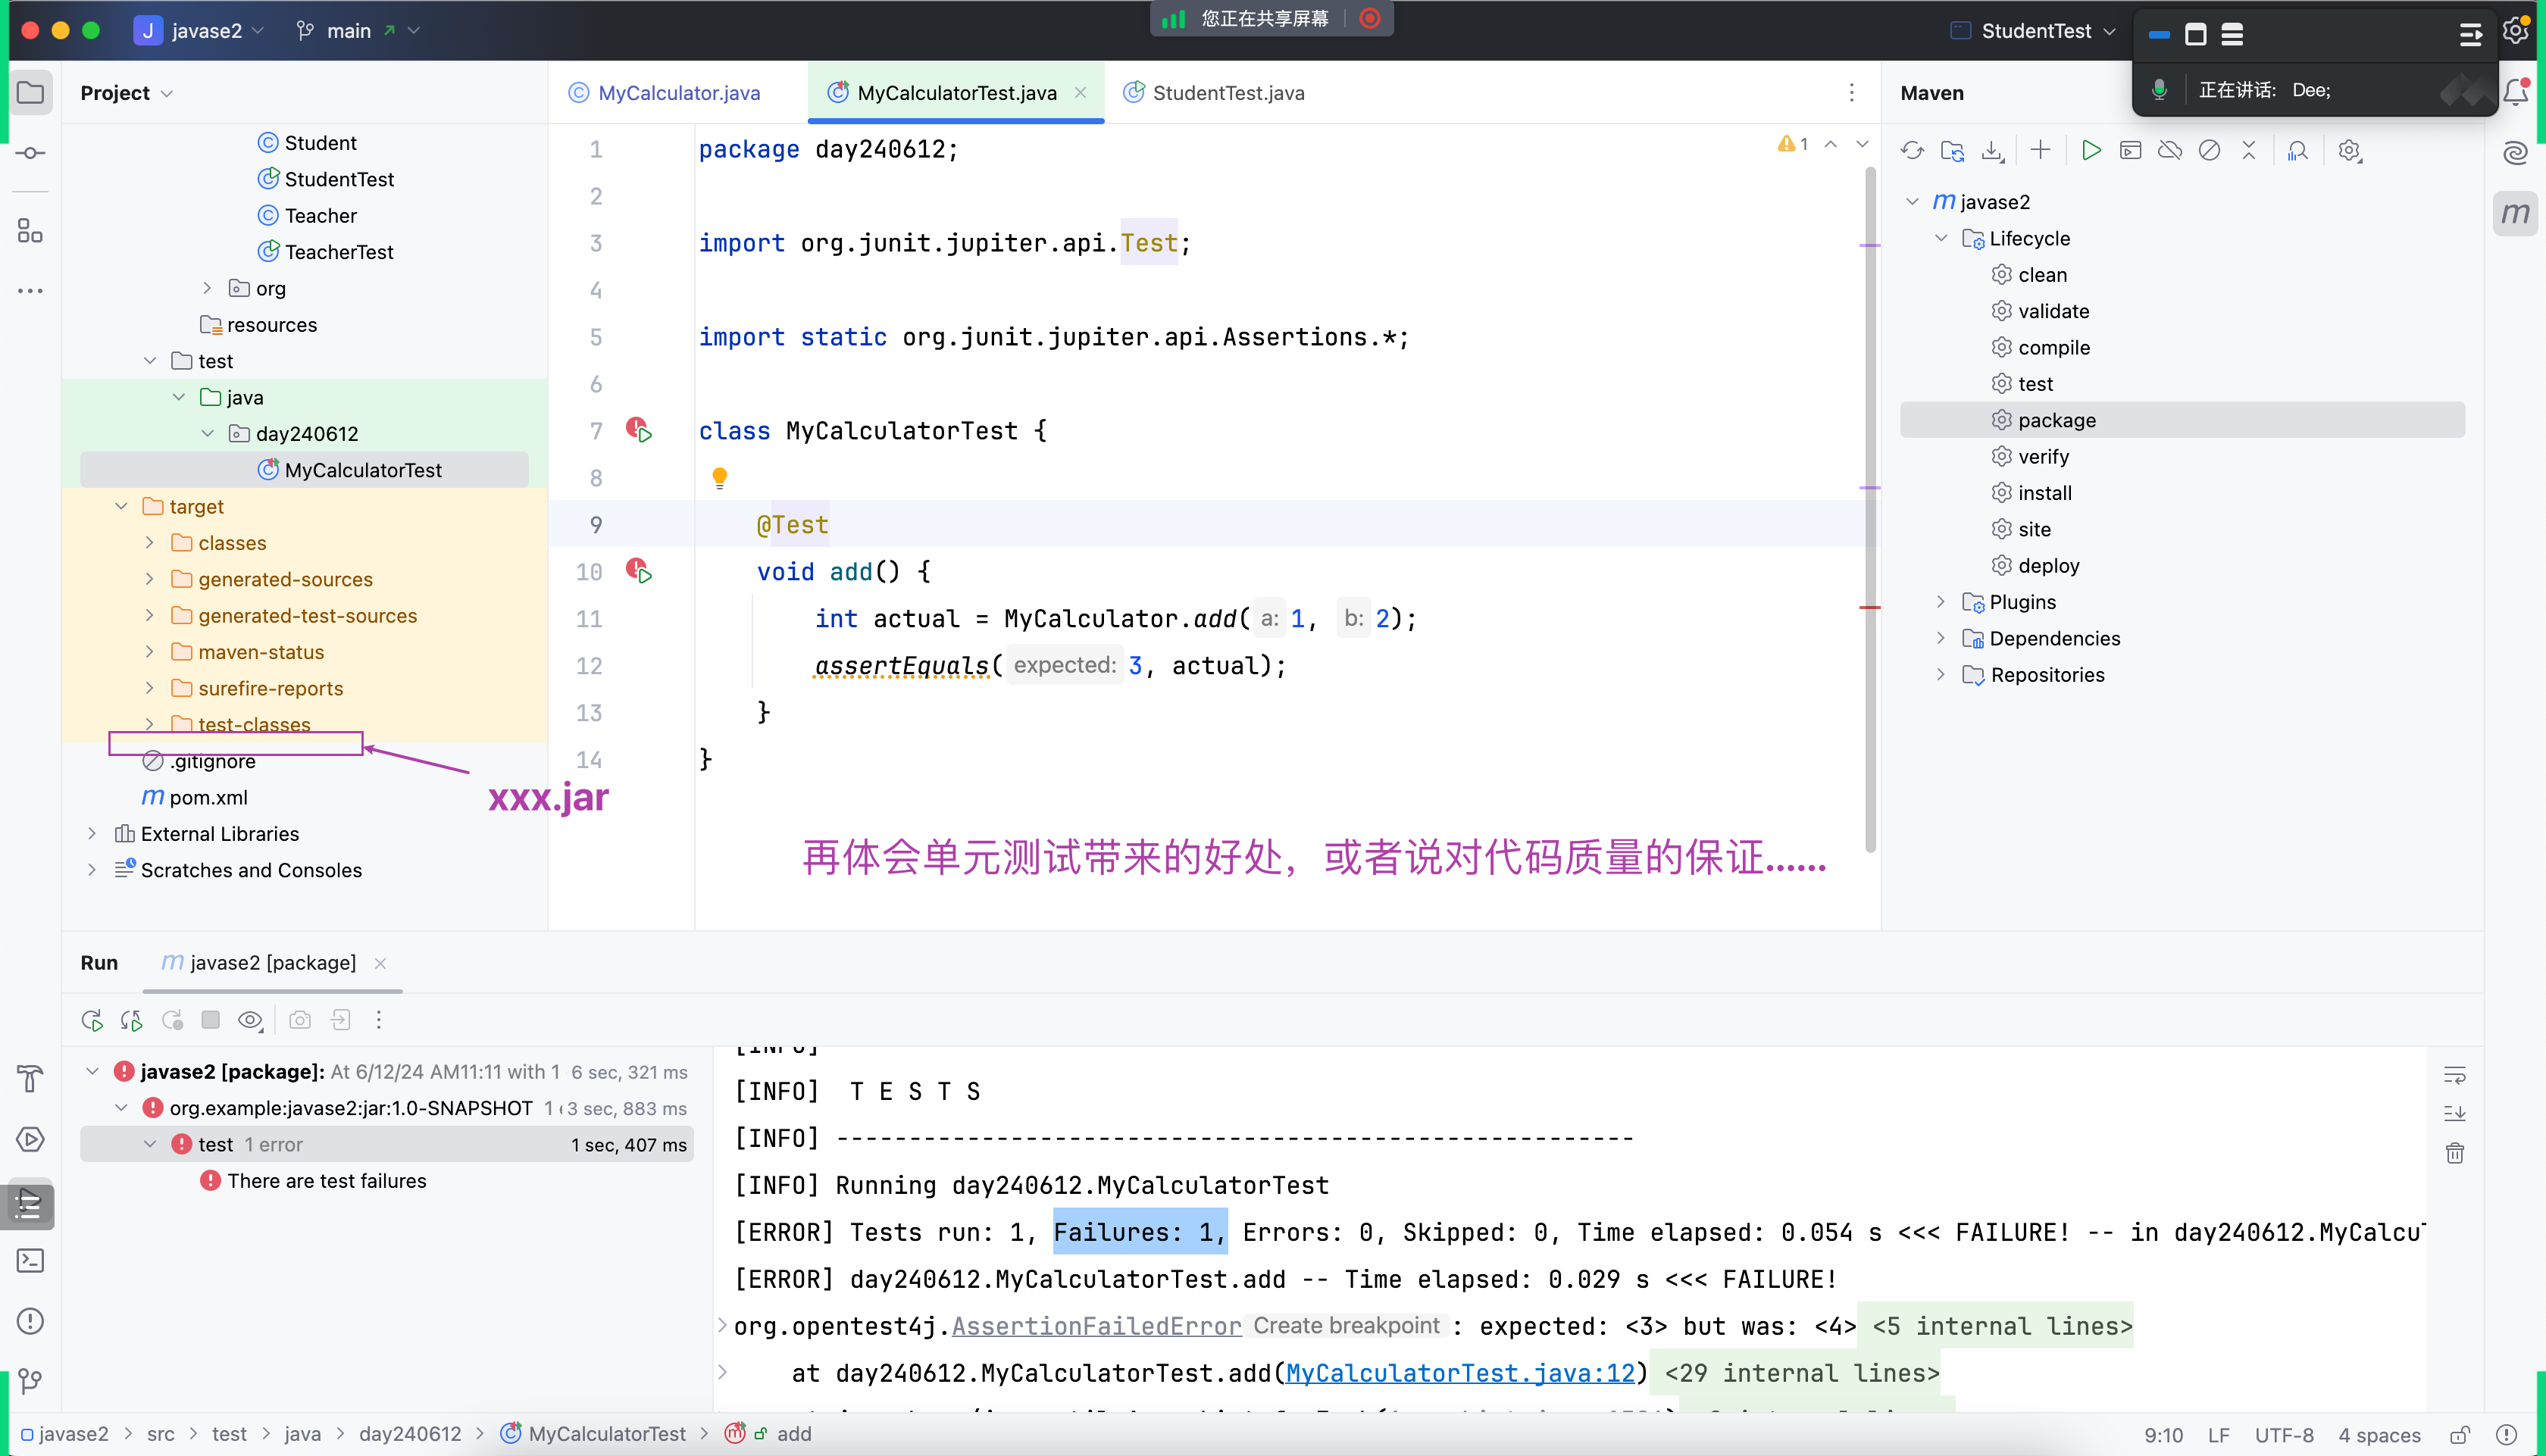 javase2
main
您正在共享屏幕
StudentTest
正在讲话: Dee;
Project
MyCalculator.java
MyCalculatorTest.java
StudentTest.java
Maven
Student
StudentTest
Teacher
TeacherTest
org
resources
test
java
day240612
MyCalculatorTest
target
classes
generated-sources
generated-test-sources
maven-status
surefire-reports
test-classes
.gitignore
pom.xml
External Libraries
Scratches and Consoles
xxx.jar
1 package day240612;
2
3 import org.junit.jupiter.api.Test;
4
5 import static org.junit.jupiter.api.Assertions.*;
6
7 class MyCalculatorTest {
8
9 @Test
10 void add() {
11 int actual = MyCalculator.add( a: 1, b: 2);
12 assertEquals( expected: 3, actual);
13 }
14 }
1
再体会单元测试带来的好处，或者说对代码质量的保证......
javase2
Lifecycle
clean
validate
compile
test
package
verify
install
site
deploy
Plugins
Dependencies
Repositories
Run
javase2 [package]
javase2 [package]: At 6/12/24 AM11:11 with 1 6 sec, 321 ms
org.example:javase2:jar:1.0-SNAPSHOT 1 3 sec, 883 ms
test 1 error 1 sec, 407 ms
There are test failures
[INFO]
[INFO] T E S T S
[INFO] -------------------------------------------------------
[INFO] Running day240612.MyCalculatorTest
[ERROR] Tests run: 1, Failures: 1, Errors: 0, Skipped: 0, Time elapsed: 0.054 s <<< FAILURE! -- in day240612.MyCalcu
[ERROR] day240612.MyCalculatorTest.add -- Time elapsed: 0.029 s <<< FAILURE!
org.opentest4j.AssertionFailedError Create breakpoint : expected: <3> but was: <4> <5 internal lines>
at day240612.MyCalculatorTest.add(MyCalculatorTest.java:12) <29 internal lines>
javase2 > src > test > java > day240612 > MyCalculatorTest > add
9:10 LF UTF-8 4 spaces